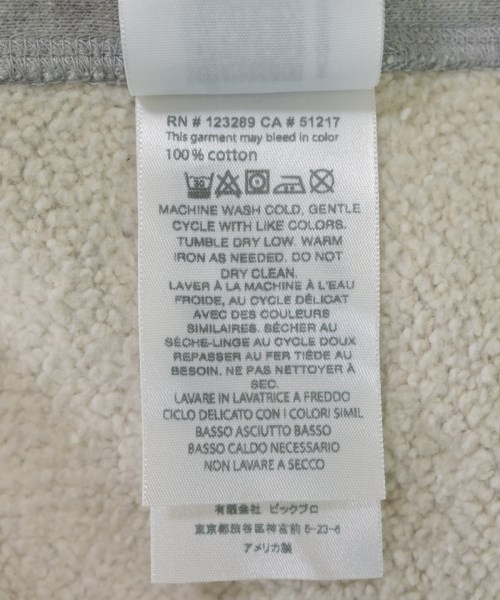 RN # 123289 CA # 51217
This garment may bleed in color
100% cotton
30
MACHINE WASH COLD, GENTLE
CYCLE WITH LIKE COLORS.
TUMBLE DRY LOW. WARM
IRON AS NEEDED. DO NOT
DRY CLEAN.
LAVER À LA MACHINE À L'EAU
FROIDE, AU CYCLE DÉLICAT
AVEC DES COULEURS
SIMILAIRES. SÉCHER AU
SÈCHE-LINGE AU CYCLE DOUX
REPASSER AU FER TIÈDE AU
BESOIN. NE PAS NETTOYER À
SEC.
LAVARE IN LAVATRICE A FREDDO
CICLO DELICATO CON I COLORI SIMIL
BASSO ASCIUTTO BASSO
BASSO CALDO NECESSARIO
NON LAVARE A SECCO
有限会社 ビックプロ
東京都渋谷区神宮前 6-23-6
アメリカ製